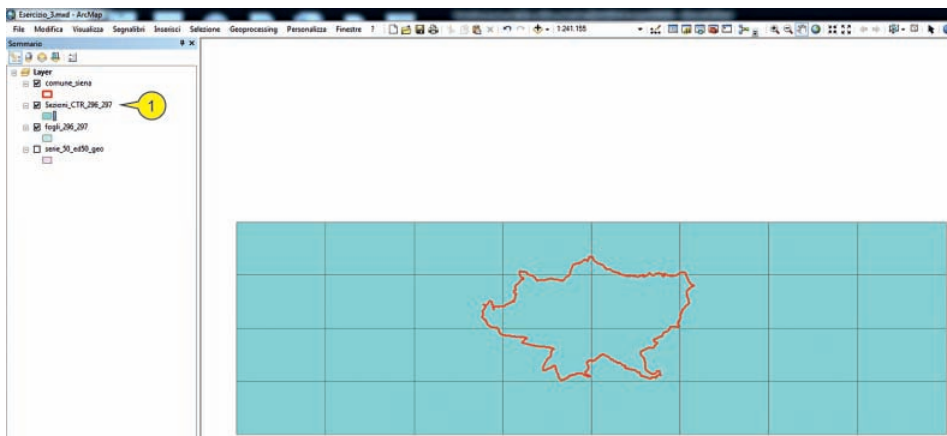 Esercizio_3.mxd - ArcMap
File Modifica Visualizza Segnalibri Inserisci Selezione Geoprocessing Personalizza Finestre ? 1:241.155
Sommario
Layer
comune_siena
Sezioni_CTR_296_297
1
fogli_296_297
serie_50_ed50_geo